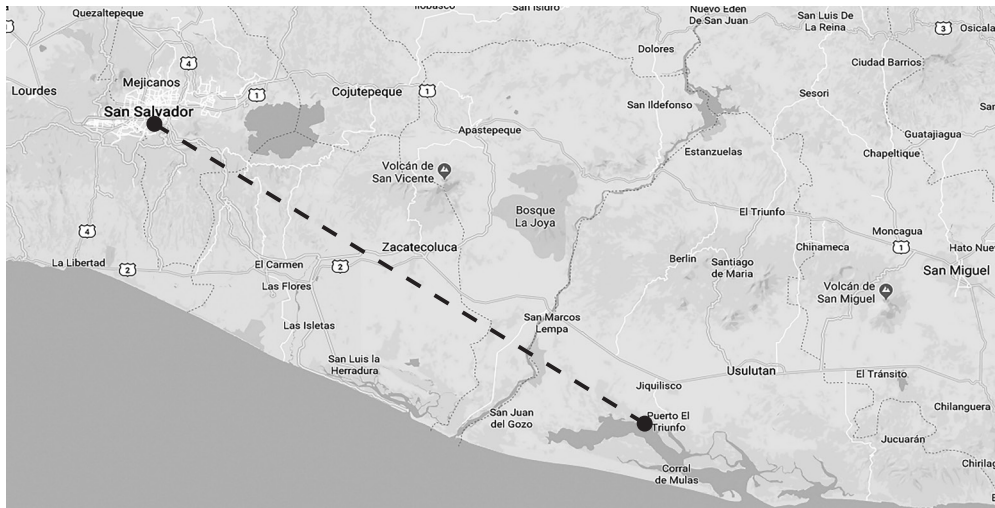 Quezaltepeque
San Isidro
Nuevo Eden
De San Juan
San Luis De
La Reina
3
Osicala
Dolores
Ciudad Barrios
4
Mejicanos
Lourdes
1
Cojutepeque
1
San Ildefonso
Sesori
San Salvador
Apastepeque
Guatajiagua
Estanzuelas
Chapeltique
Volcán de
San Vicente
Bosque
La Joya
El Triunfo
4
Zacatecoluca
Moncagua
Chinameca
1
Hato Nue
La Libertad
2
El Carmen
2
Berlin
Santiago
de Maria
San Miguel
Las Flores
Volcán de
San Miguel
Las Isletas
San Marcos
Lempa
San Luis la
Herradura
Usulutan
El Tránsito
Jiquilisco
San Juan
del Gozo
Puerto El
Triunfo
Chilanguera
Jucuarán
Corral
de Mulas
Chirilag